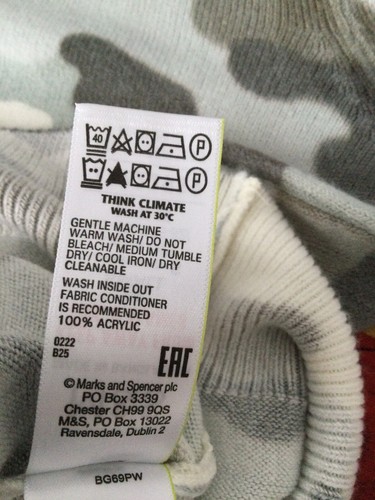 40 P
P
THINK CLIMATE
WASH AT 30°C
GENTLE MACHINE
WARM WASH/ DO NOT
BLEACH/ MEDIUM TUMBLE
DRY/ COOL IRON/ DRY
CLEANABLE
WASH INSIDE OUT
FABRIC CONDITIONER
IS RECOMMENDED
100% ACRYLIC
0222
B25
EAC
© Marks and Spencer plc
PO Box 3339
Chester CH99 9QS
M&S, PO Box 13022
Ravensdale, Dublin 2
BG69PW